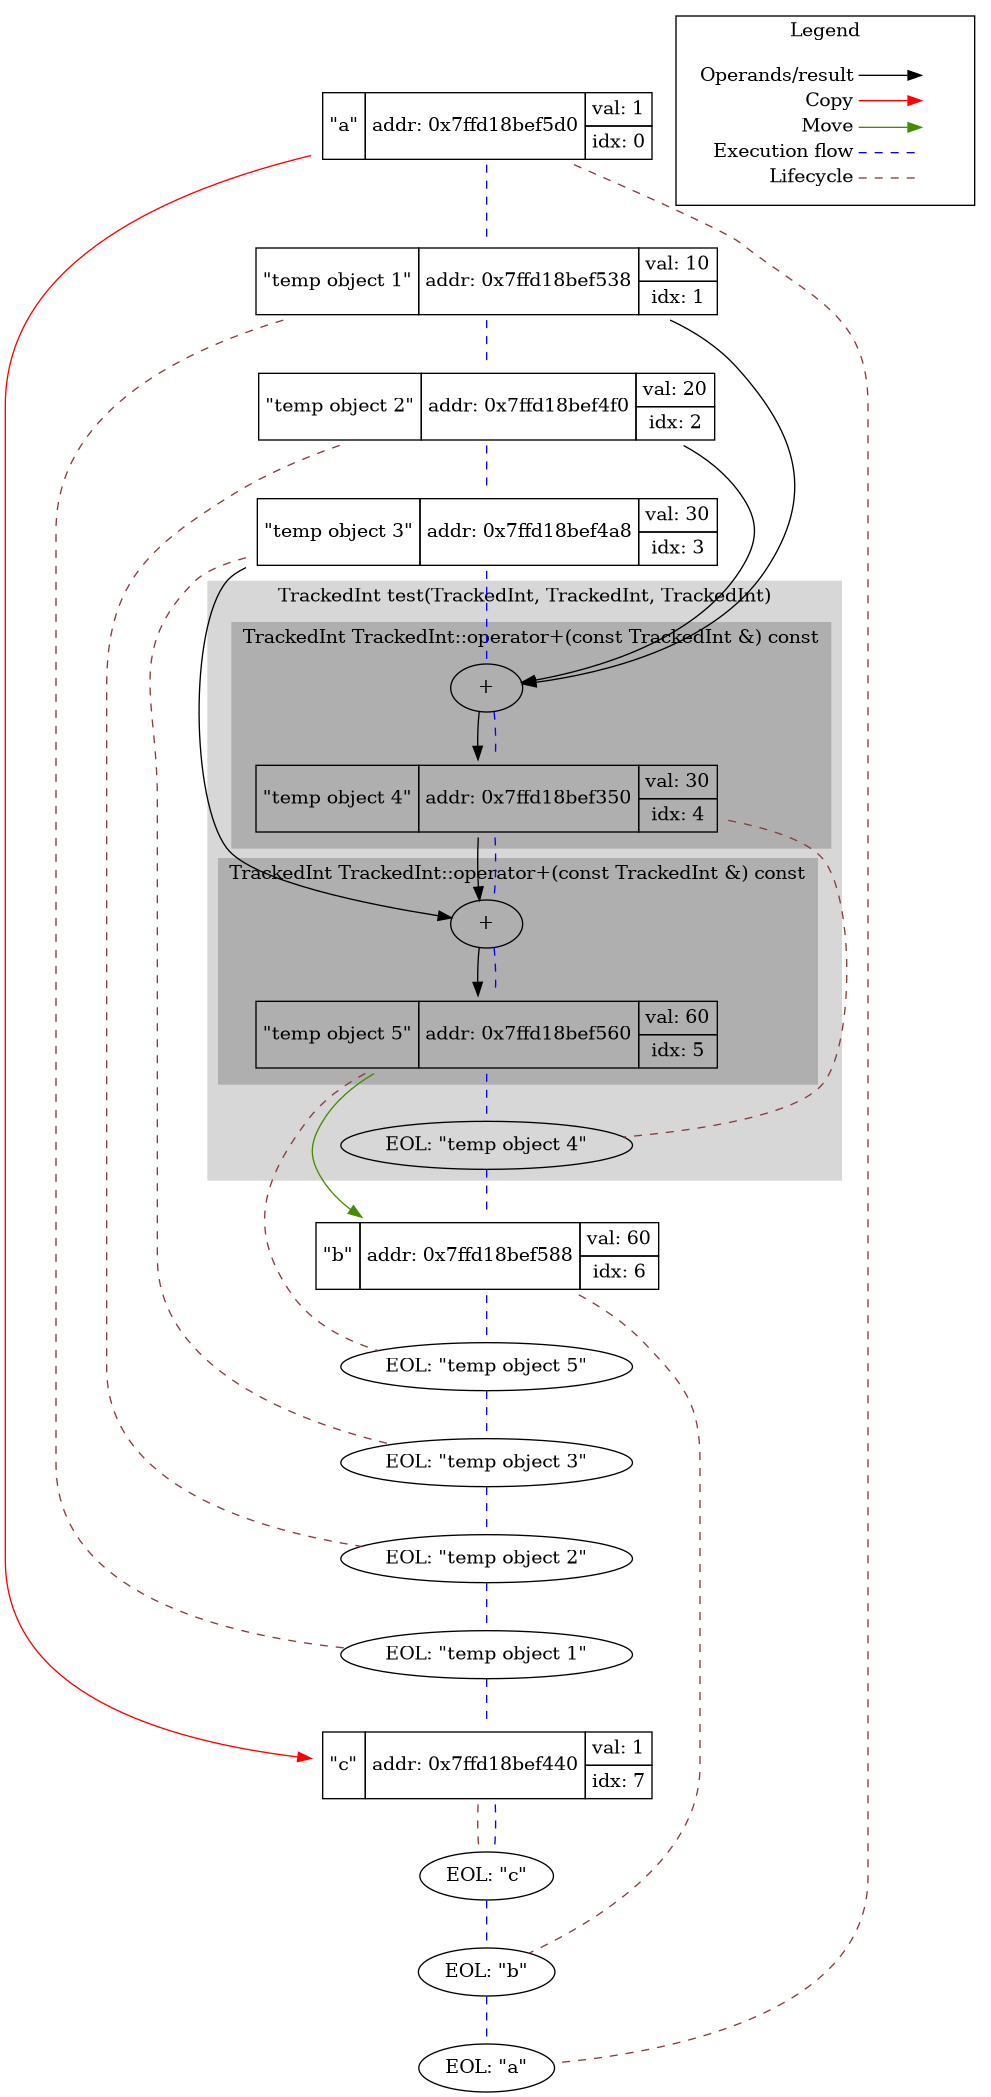 Legend
Operands/result
Copy
Move
Execution flow
Lifecycle
"a" addr: 0x7ffd18bef5d0 val: 1
idx: 0
"temp object 1" addr: 0x7ffd18bef538 val: 10
idx: 1
"temp object 2" addr: 0x7ffd18bef4f0 val: 20
idx: 2
"temp object 3" addr: 0x7ffd18bef4a8 val: 30
idx: 3
TrackedInt test(TrackedInt, TrackedInt, TrackedInt)
TrackedInt TrackedInt::operator+(const TrackedInt &) const
+
"temp object 4" addr: 0x7ffd18bef350 val: 30
idx: 4
TrackedInt TrackedInt::operator+(const TrackedInt &) const
+
"temp object 5" addr: 0x7ffd18bef560 val: 60
idx: 5
EOL: "temp object 4"
"b" addr: 0x7ffd18bef588 val: 60
idx: 6
EOL: "temp object 5"
EOL: "temp object 3"
EOL: "temp object 2"
EOL: "temp object 1"
"c" addr: 0x7ffd18bef440 val: 1
idx: 7
EOL: "c"
EOL: "b"
EOL: "a"